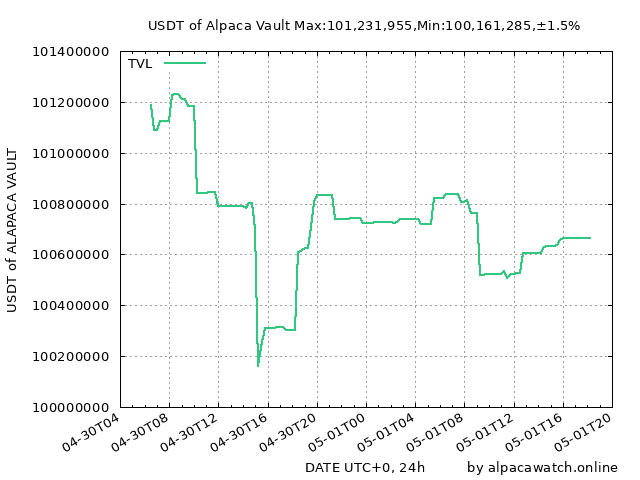 USDT of Alpaca Vault Max:101,231,955,Min:100,161,285,±1.5%
TVL
101400000
101200000
101000000
100800000
100600000
100400000
100200000
100000000
USDT of ALAPACA VAULT
04-30T04
04-30T08
04-30T12
04-30T16
04-30T20
05-01T00
05-01T04
05-01T08
05-01T12
05-01T16
05-01T20
DATE UTC+0, 24h
by alpacawatch.online